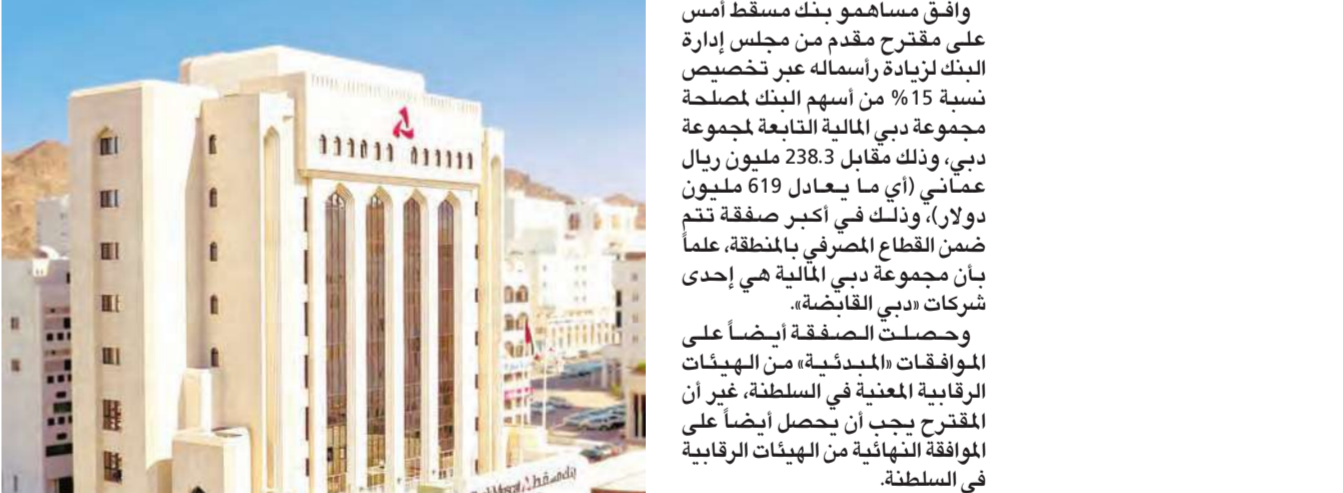 وافق مساهمو بنك مسقط أمس
على مقترح مقدم من مجلس إدارة
البنك لزيادة رأسماله عبر تخصيص
نسبة 15% من أسهم البنك لمصلحة
مجموعة دبي المالية التابعة لمجموعة
دبي، وذلك مقابل 238.3 مليون ريال
عماني (أي ما يعادل 619 مليون
دولار)، وذلك في أكبر صفقة تتم
ضمن القطاع المصرفي بالمنطقة، علماً
بأن مجموعة دبي المالية هي إحدى
شركات «دبي القابضة».
وحصلت الصفقة أيضاً على
الموافقات «المبدئية» من الهيئات
الرقابية المعنية في السلطنة، غير أن
المقترح يجب أن يحصل أيضاً على
الموافقة النهائية من الهيئات الرقابية
في السلطنة.
بنك مسقط